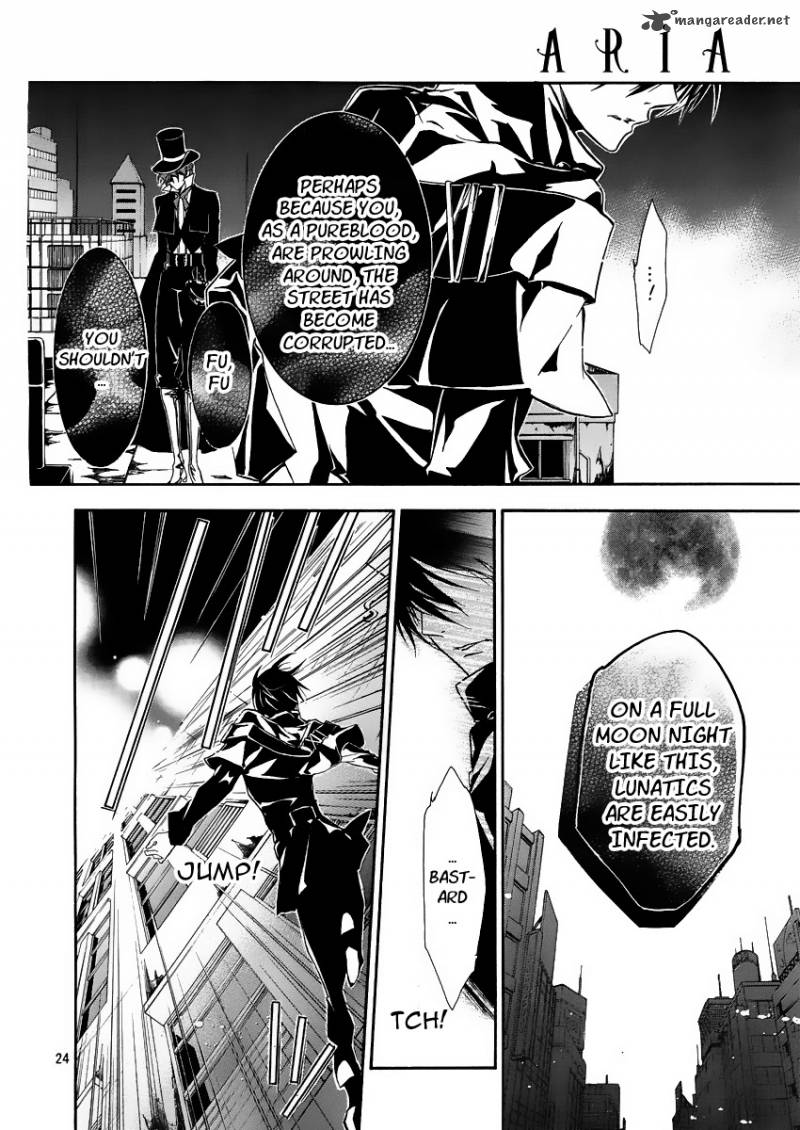 mangareader.net
ARIA
...!
PERHAPS
BECAUSE YOU,
AS A PUREBLOOD,
ARE PROWLING
AROUND, THE
STREET HAS
BECOME
CORRUPTED...
FU,
FU
YOU
SHOULDN'T
...
ON A FULL
MOON NIGHT
LIKE THIS,
LUNATICS
ARE EASILY
INFECTED.
...
BAST-
ARD
...
TCH!
JUMP!
24